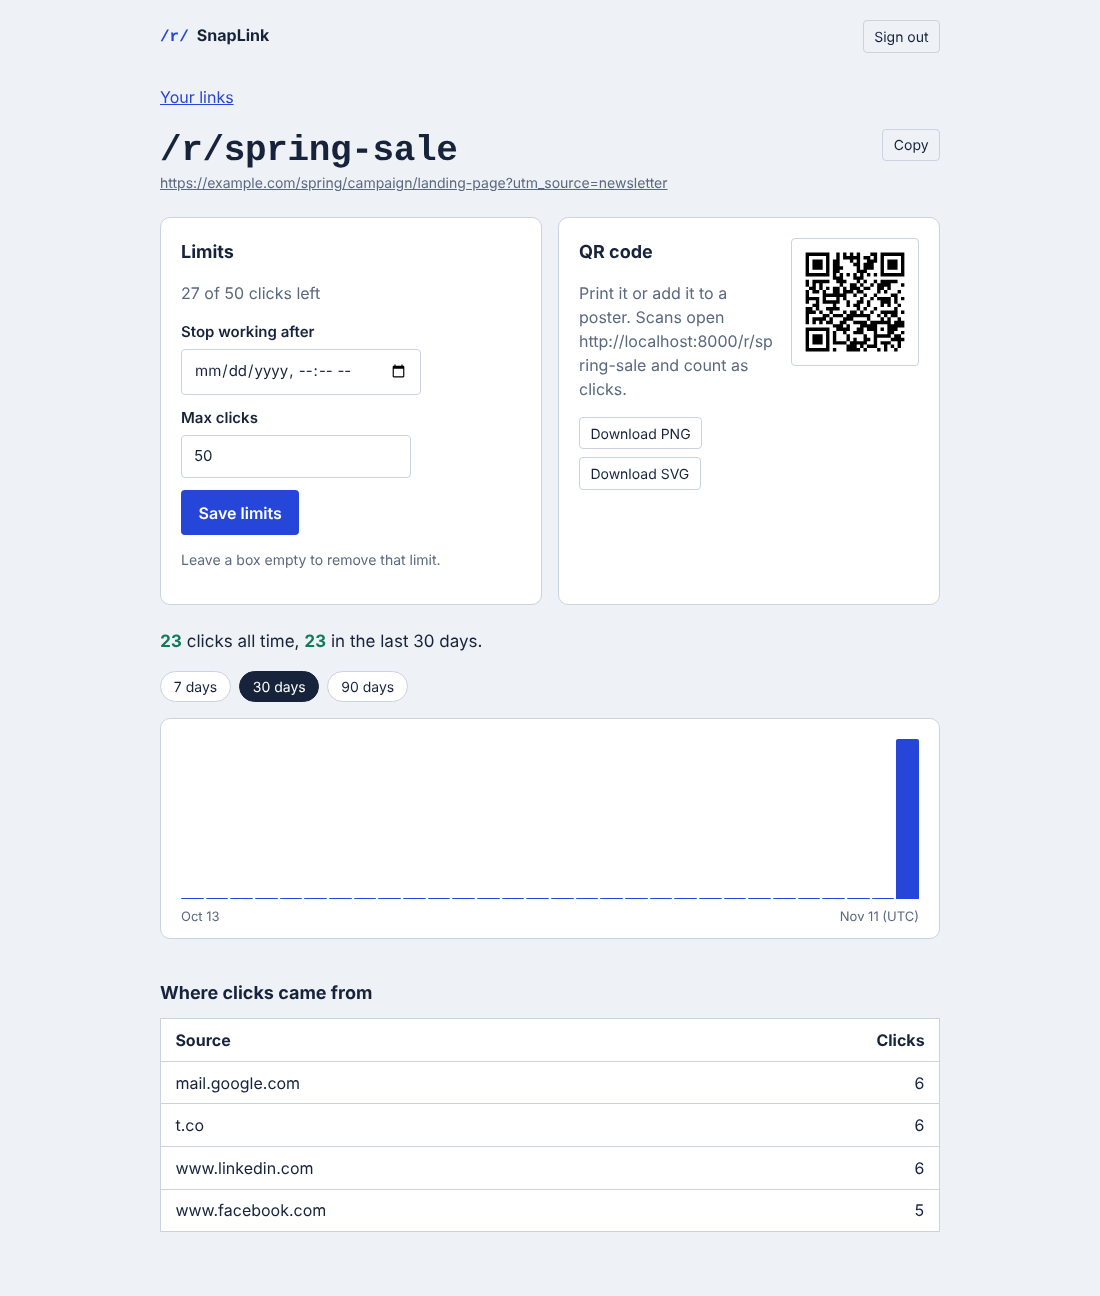 /r/ SnapLink
Sign out
Your links
/r/spring-sale
Copy
https://example.com/spring/campaign/landing-page?utm_source=newsletter
Limits
27 of 50 clicks left
Stop working after
mm/dd/yyyy, --:-- --
Max clicks
50
Save limits
Leave a box empty to remove that limit.
QR code
Print it or add it to a
poster. Scans open
http://localhost:8000/r/sp
ring-sale and count as
clicks.
Download PNG
Download SVG
23 clicks all time, 23 in the last 30 days.
7 days
30 days
90 days
Oct 13
Nov 11 (UTC)
Where clicks came from
Source Clicks
mail.google.com 6
t.co 6
www.linkedin.com 6
www.facebook.com 5